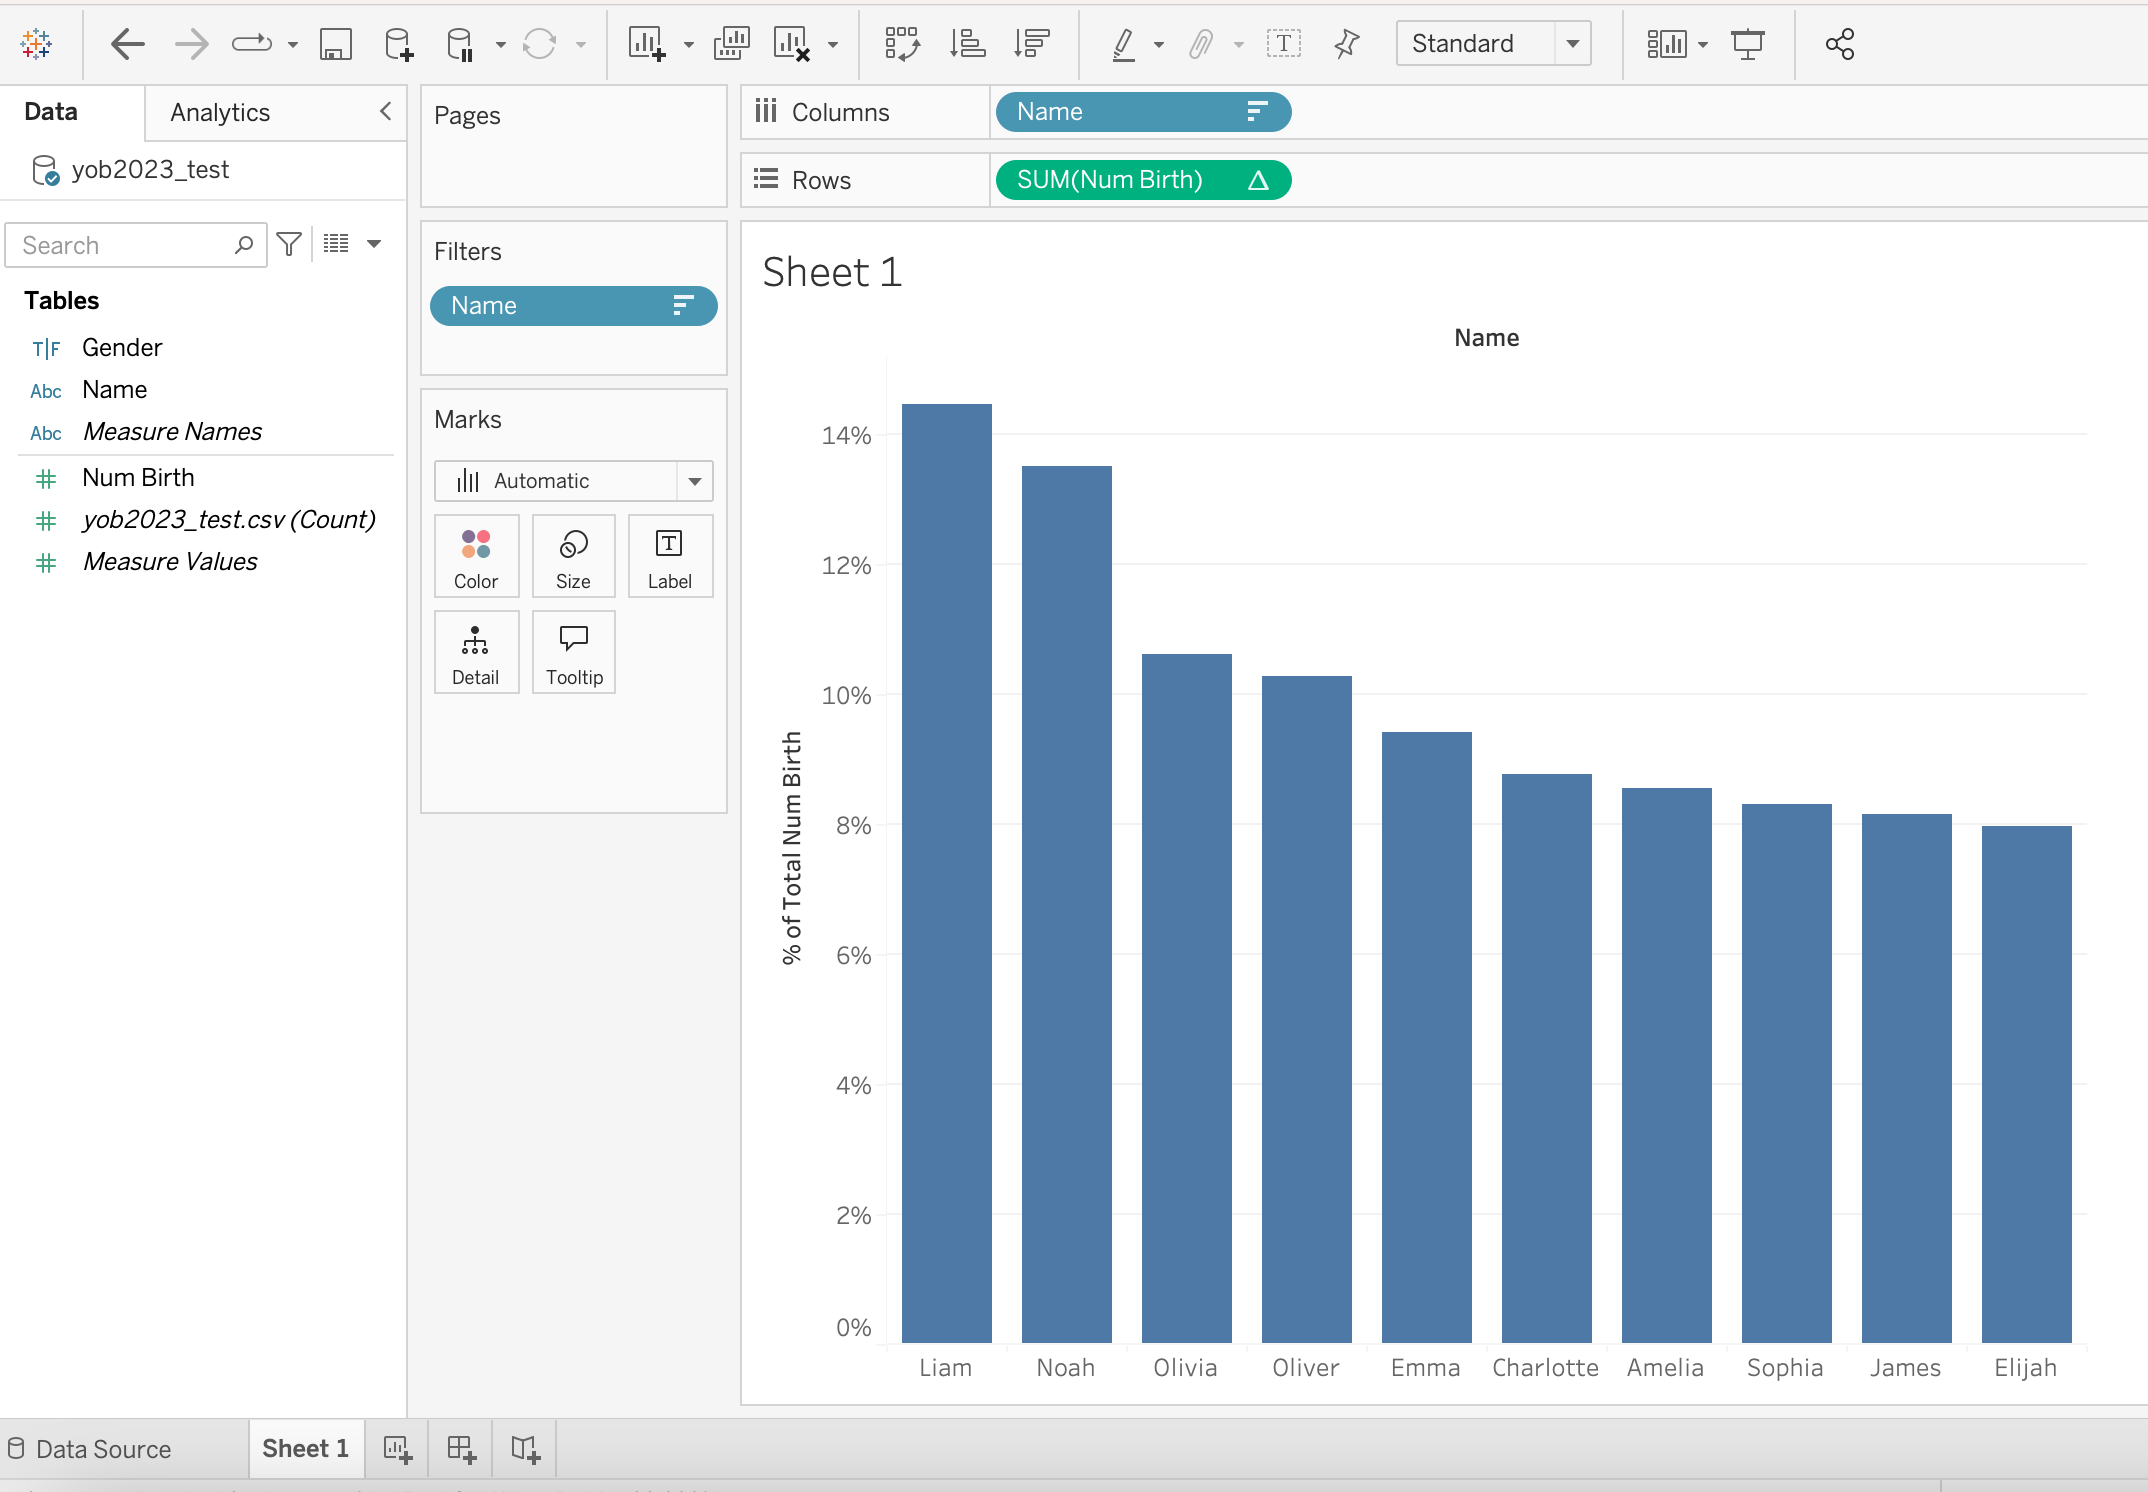 Standard
Data
Analytics
yob2023_test
Search
Tables
T|F Gender
Abc Name
Abc Measure Names
# Num Birth
# yob2023_test.csv (Count)
# Measure Values
Pages
Filters
Name
Marks
Automatic
Color Size Label
Detail Tooltip
Columns Name
Rows SUM(Num Birth)
Sheet 1
Name
% of Total Num Birth
14%
12%
10%
8%
6%
4%
2%
0%
Liam Noah Olivia Oliver Emma Charlotte Amelia Sophia James Elijah
Data Source
Sheet 1